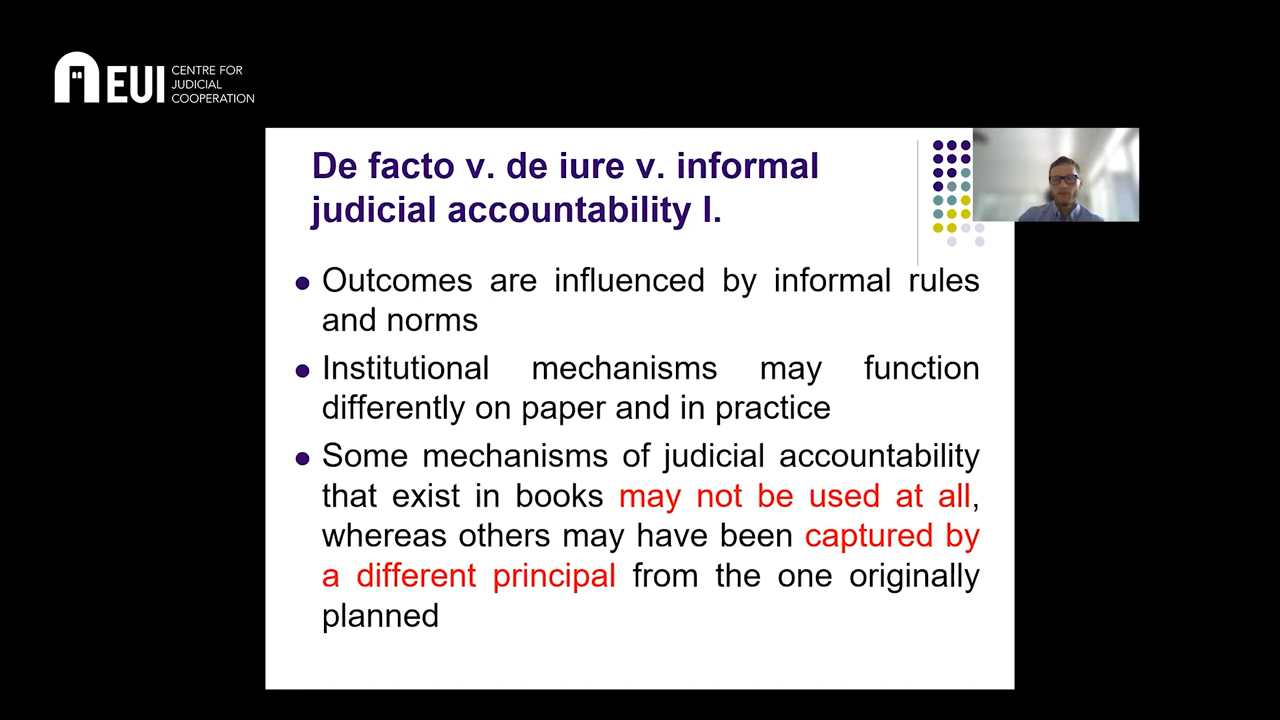 EUI
CENTRE FOR
JUDICIAL
COOPERATION
De facto v. de iure v. informal
judicial accountability I.
Outcomes are influenced by informal rules
and norms
Institutional mechanisms may function
differently on paper and in practice
Some mechanisms of judicial accountability
that exist in books may not be used at all,
whereas others may have been captured by
a different principal from the one originally
planned